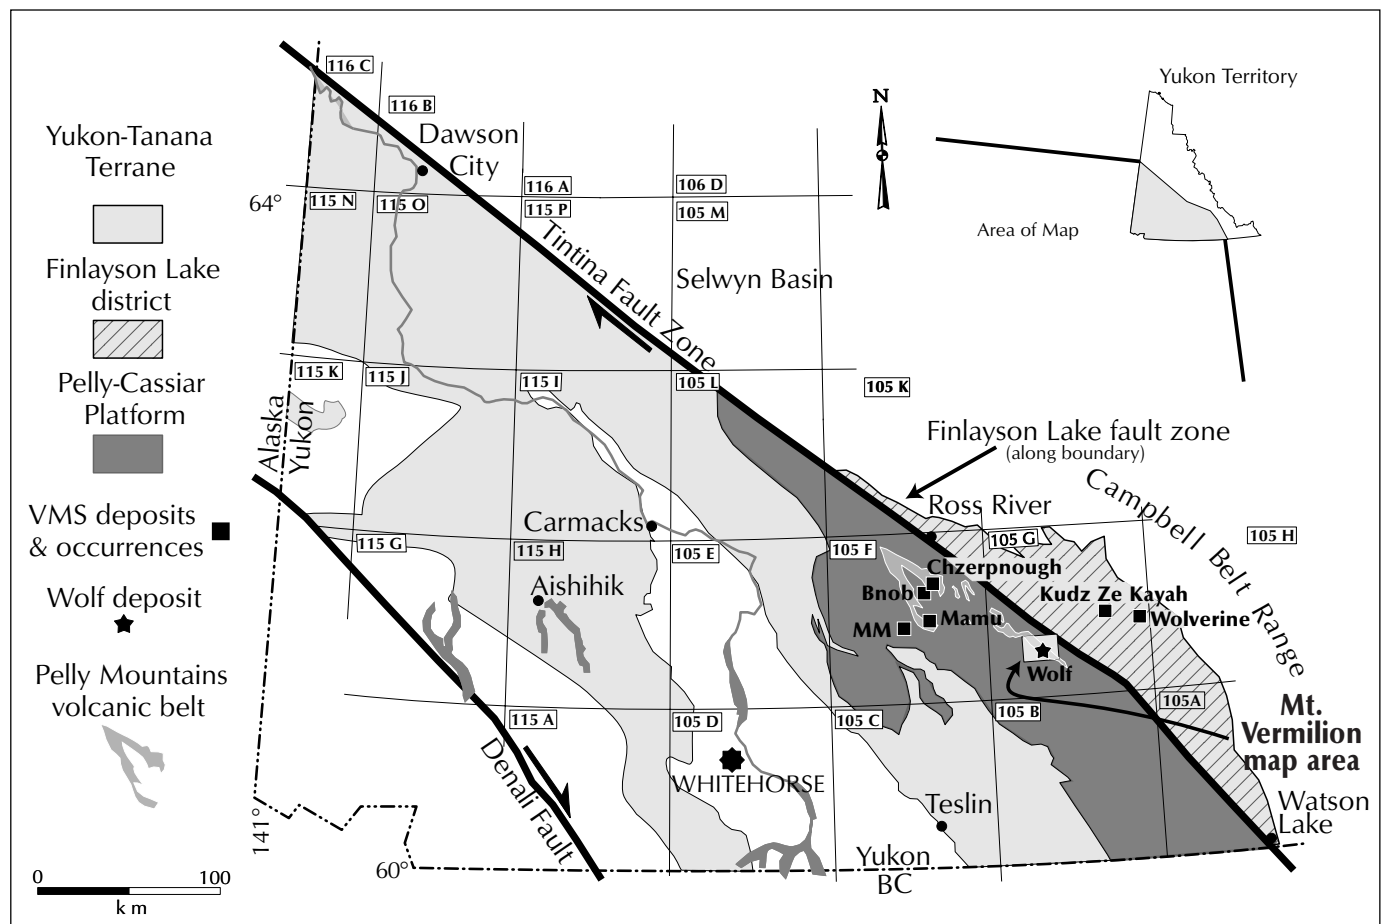 Yukon-Tanana
Terrane
Finlayson Lake
district
Pelly-Cassiar
Platform
VMS deposits
& occurrences
Wolf deposit
Pelly Mountains
volcanic belt
0 100
k m
116 C
116 B
Dawson
City
64°
115 N
115 O
116 A
115 P
106 D
105 M
N
Yukon Territory
Area of Map
Tintina Fault Zone
Selwyn Basin
115 K
115 J
115 I
105 L
105 K
Alaska
Yukon
Finlayson Lake fault zone
(along boundary)
Campbell Belt Range
Ross River
Carmacks
115 G
115 H
105 E
105 F
105 G
105 H
Aishihik
Chzerpnough
Bnob
Kudz Ze Kayah
MM
Mamu
Wolverine
Wolf
115 A
105 D
105 C
105 B
105A
Mt.
Vermilion
map area
Denali Fault
WHITEHORSE
Teslin
Watson
Lake
141°
60°
Yukon
BC